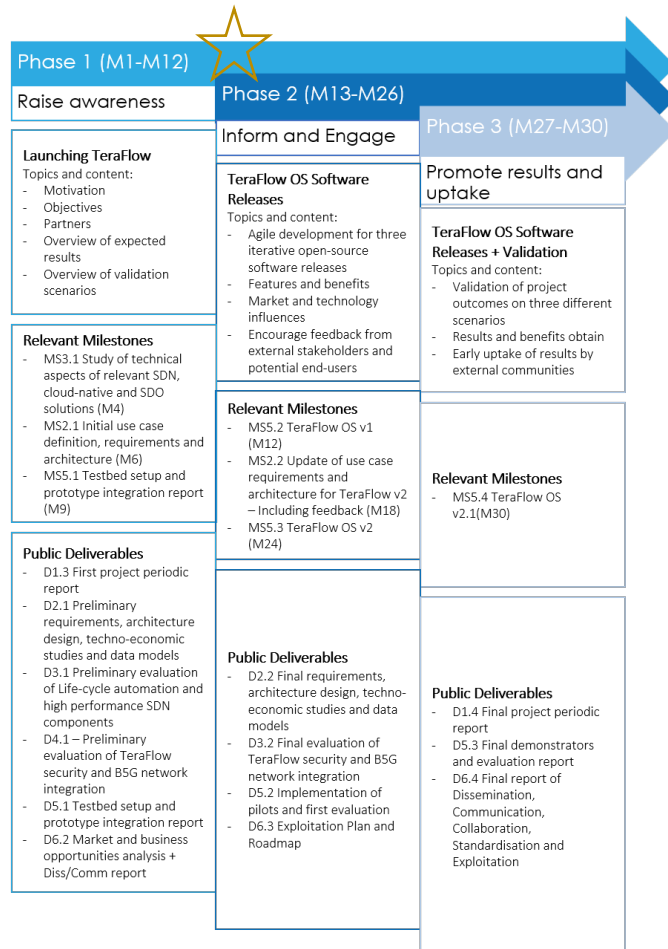 Phase 1 (M1-M12)
Raise awareness
Launching TeraFlow
Topics and content:
- Motivation
- Objectives
- Partners
- Overview of expected
results
- Overview of validation
scenarios
Relevant Milestones
- MS3.1 Study of technical
aspects of relevant SDN,
cloud-native and SDO
solutions (M4)
- MS2.1 Initial use case
definition, requirements and
architecture (M6)
- MS5.1 Testbed setup and
prototype integration report
(M9)
Public Deliverables
- D1.3 First project periodic
report
- D2.1 Preliminary
requirements, architecture
design, techno-economic
studies and data models
- D3.1 Preliminary evaluation
of Life-cycle automation and
high performance SDN
components
- D4.1 – Preliminary
evaluation of TeraFlow
security and B5G network
integration
- D5.1 Testbed setup and
prototype integration report
- D6.2 Market and business
opportunities analysis +
Diss/Comm report
Phase 2 (M13-M26)
Inform and Engage
TeraFlow OS Software
Releases
Topics and content:
- Agile development for three
iterative open-source
software releases
- Features and benefits
- Market and technology
influences
- Encourage feedback from
external stakeholders and
potential end-users
Relevant Milestones
- MS5.2 TeraFlow OS v1
(M12)
- MS2.2 Update of use case
requirements and
architecture for TeraFlow v2
– Including feedback (M18)
- MS5.3 TeraFlow OS v2
(M24)
Public Deliverables
- D2.2 Final requirements,
architecture design, techno-
economic studies and data
models
- D3.2 Final evaluation of
TeraFlow security and B5G
network integration
- D5.2 Implementation of
pilots and first evaluation
- D6.3 Exploitation Plan and
Roadmap
Phase 3 (M27-M30)
Promote results and
uptake
TeraFlow OS Software
Releases + Validation
Topics and content:
- Validation of project
outcomes on three different
scenarios
- Results and benefits obtain
- Early uptake of results by
external communities
Relevant Milestones
- MS5.4 TeraFlow OS
v2.1(M30)
Public Deliverables
- D1.4 Final project periodic
report
- D5.3 Final demonstrators
and evaluation report
- D6.4 Final report of
Dissemination,
Communication,
Collaboration,
Standardisation and
Exploitation